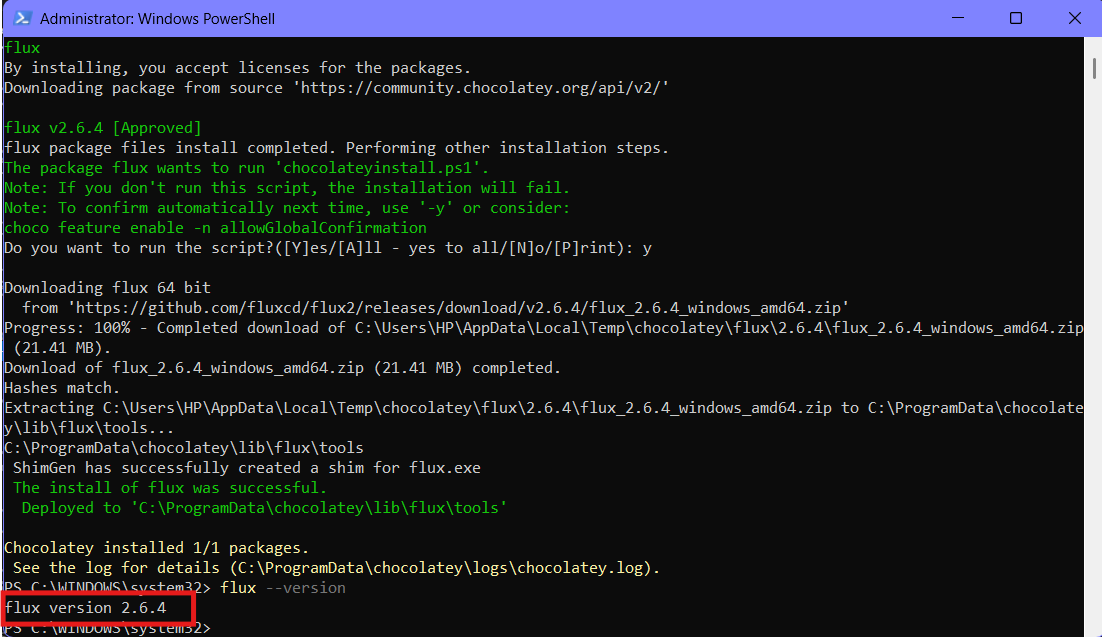 Administrator: Windows PowerShell
flux
By installing, you accept licenses for the packages.
Downloading package from source 'https://community.chocolatey.org/api/v2/'
flux v2.6.4 [Approved]
flux package files install completed. Performing other installation steps.
The package flux wants to run 'chocolateyinstall.ps1'.
Note: If you don't run this script, the installation will fail.
Note: To confirm automatically next time, use '-y' or consider:
choco feature enable -n allowGlobalConfirmation
Do you want to run the script?([Y]es/[A]ll - yes to all/[N]o/[P]rint): y
Downloading flux 64 bit
  from 'https://github.com/fluxcd/flux2/releases/download/v2.6.4/flux_2.6.4_windows_amd64.zip'
Progress: 100% - Completed download of C:\Users\HP\AppData\Local\Temp\chocolatey\flux\2.6.4\flux_2.6.4_windows_amd64.zip
 (21.41 MB).
Download of flux_2.6.4_windows_amd64.zip (21.41 MB) completed.
Hashes match.
Extracting C:\Users\HP\AppData\Local\Temp\chocolatey\flux\2.6.4\flux_2.6.4_windows_amd64.zip to C:\ProgramData\chocolate
y\lib\flux\tools...
C:\ProgramData\chocolatey\lib\flux\tools
 ShimGen has successfully created a shim for flux.exe
 The install of flux was successful.
  Deployed to 'C:\ProgramData\chocolatey\lib\flux\tools'
Chocolatey installed 1/1 packages.
 See the log for details (C:\ProgramData\chocolatey\logs\chocolatey.log).
PS C:\WINDOWS\system32> flux --version
flux version 2.6.4
PS C:\WINDOWS\system32>